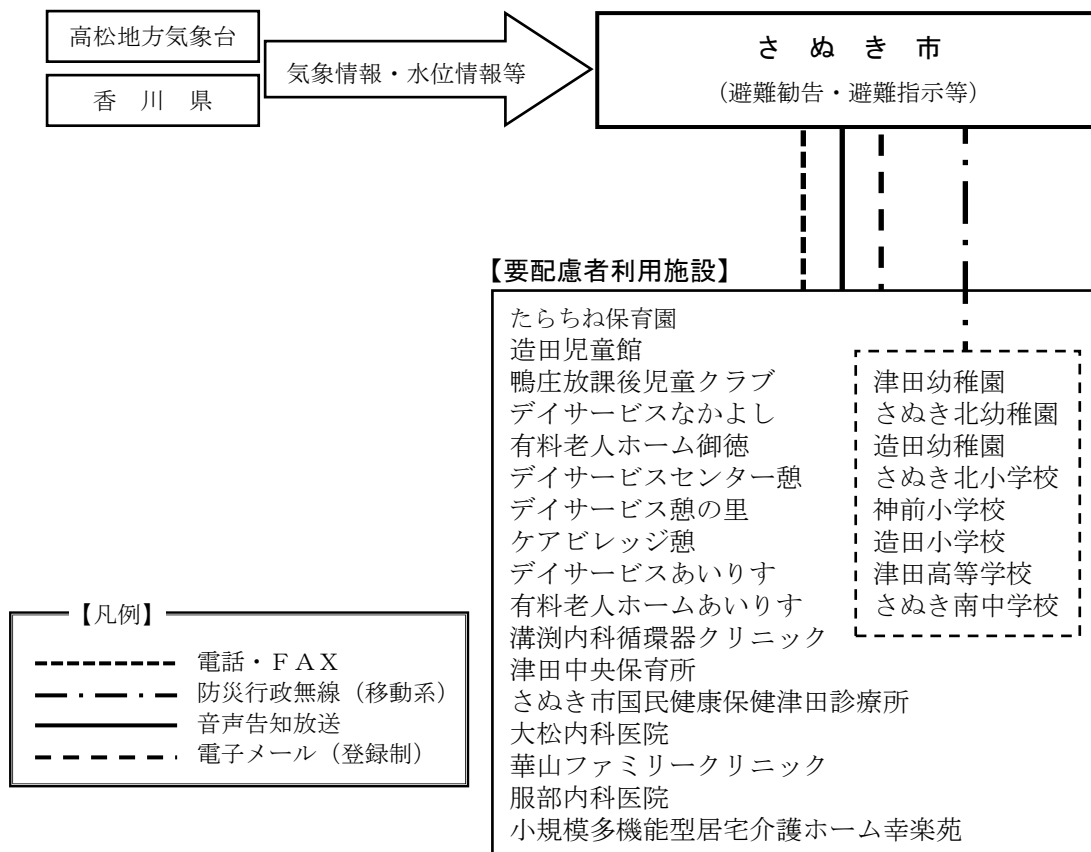 高松地方気象台
香　川　県
気象情報・水位情報等
さ　ぬ　き　市
(避難勧告・避難指示等)
【要配慮者利用施設】
たらちね保育園
造田児童館
鴨庄放課後児童クラブ
デイサービスなかよし
有料老人ホーム御徳
デイサービスセンター憩
デイサービス憩の里
ケアビレッジ憩
デイサービスあいりす
有料老人ホームあいりす
溝渕内科循環器クリニック
津田中央保育所
さぬき市国民健康保健津田診療所
大松内科医院
華山ファミリークリニック
服部内科医院
小規模多機能型居宅介護ホーム幸楽苑
津田幼稚園
さぬき北幼稚園
造田幼稚園
さぬき北小学校
神前小学校
造田小学校
津田高等学校
さぬき南中学校
【凡例】
電話・ＦＡＸ
防災行政無線（移動系）
音声告知放送
電子メール（登録制）